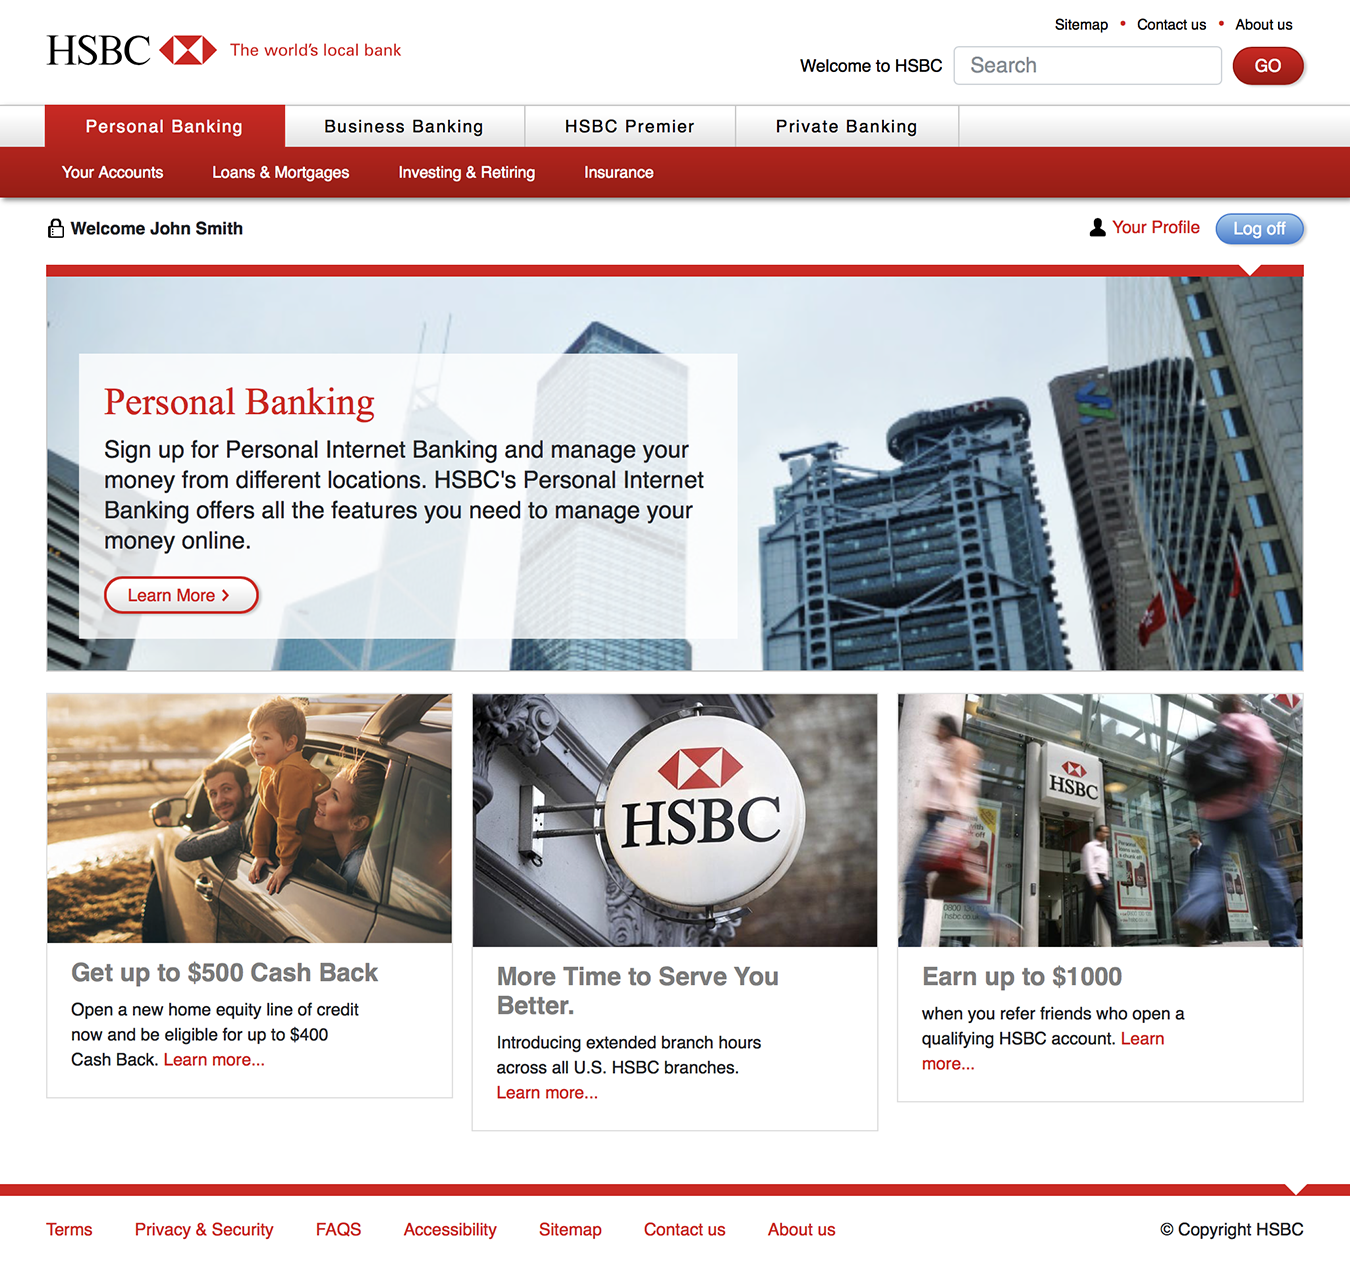 Sitemap • Contact us • About us
HSBC The world's local bank
Welcome to HSBC Search GO
Personal Banking Business Banking HSBC Premier Private Banking
Your Accounts Loans & Mortgages Investing & Retiring Insurance
Welcome John Smith Your Profile Log off
HSBC
Personal Banking
Sign up for Personal Internet Banking and manage your
money from different locations. HSBC's Personal Internet
Banking offers all the features you need to manage your
money online.
Learn More >
HSBC
HSBC
Get up to $500 Cash Back
Open a new home equity line of credit
now and be eligible for up to $400
Cash Back. Learn more...
More Time to Serve You
Better.
Introducing extended branch hours
across all U.S. HSBC branches.
Learn more...
Earn up to $1000
when you refer friends who open a
qualifying HSBC account. Learn
more...
Terms Privacy & Security FAQS Accessibility Sitemap Contact us About us © Copyright HSBC